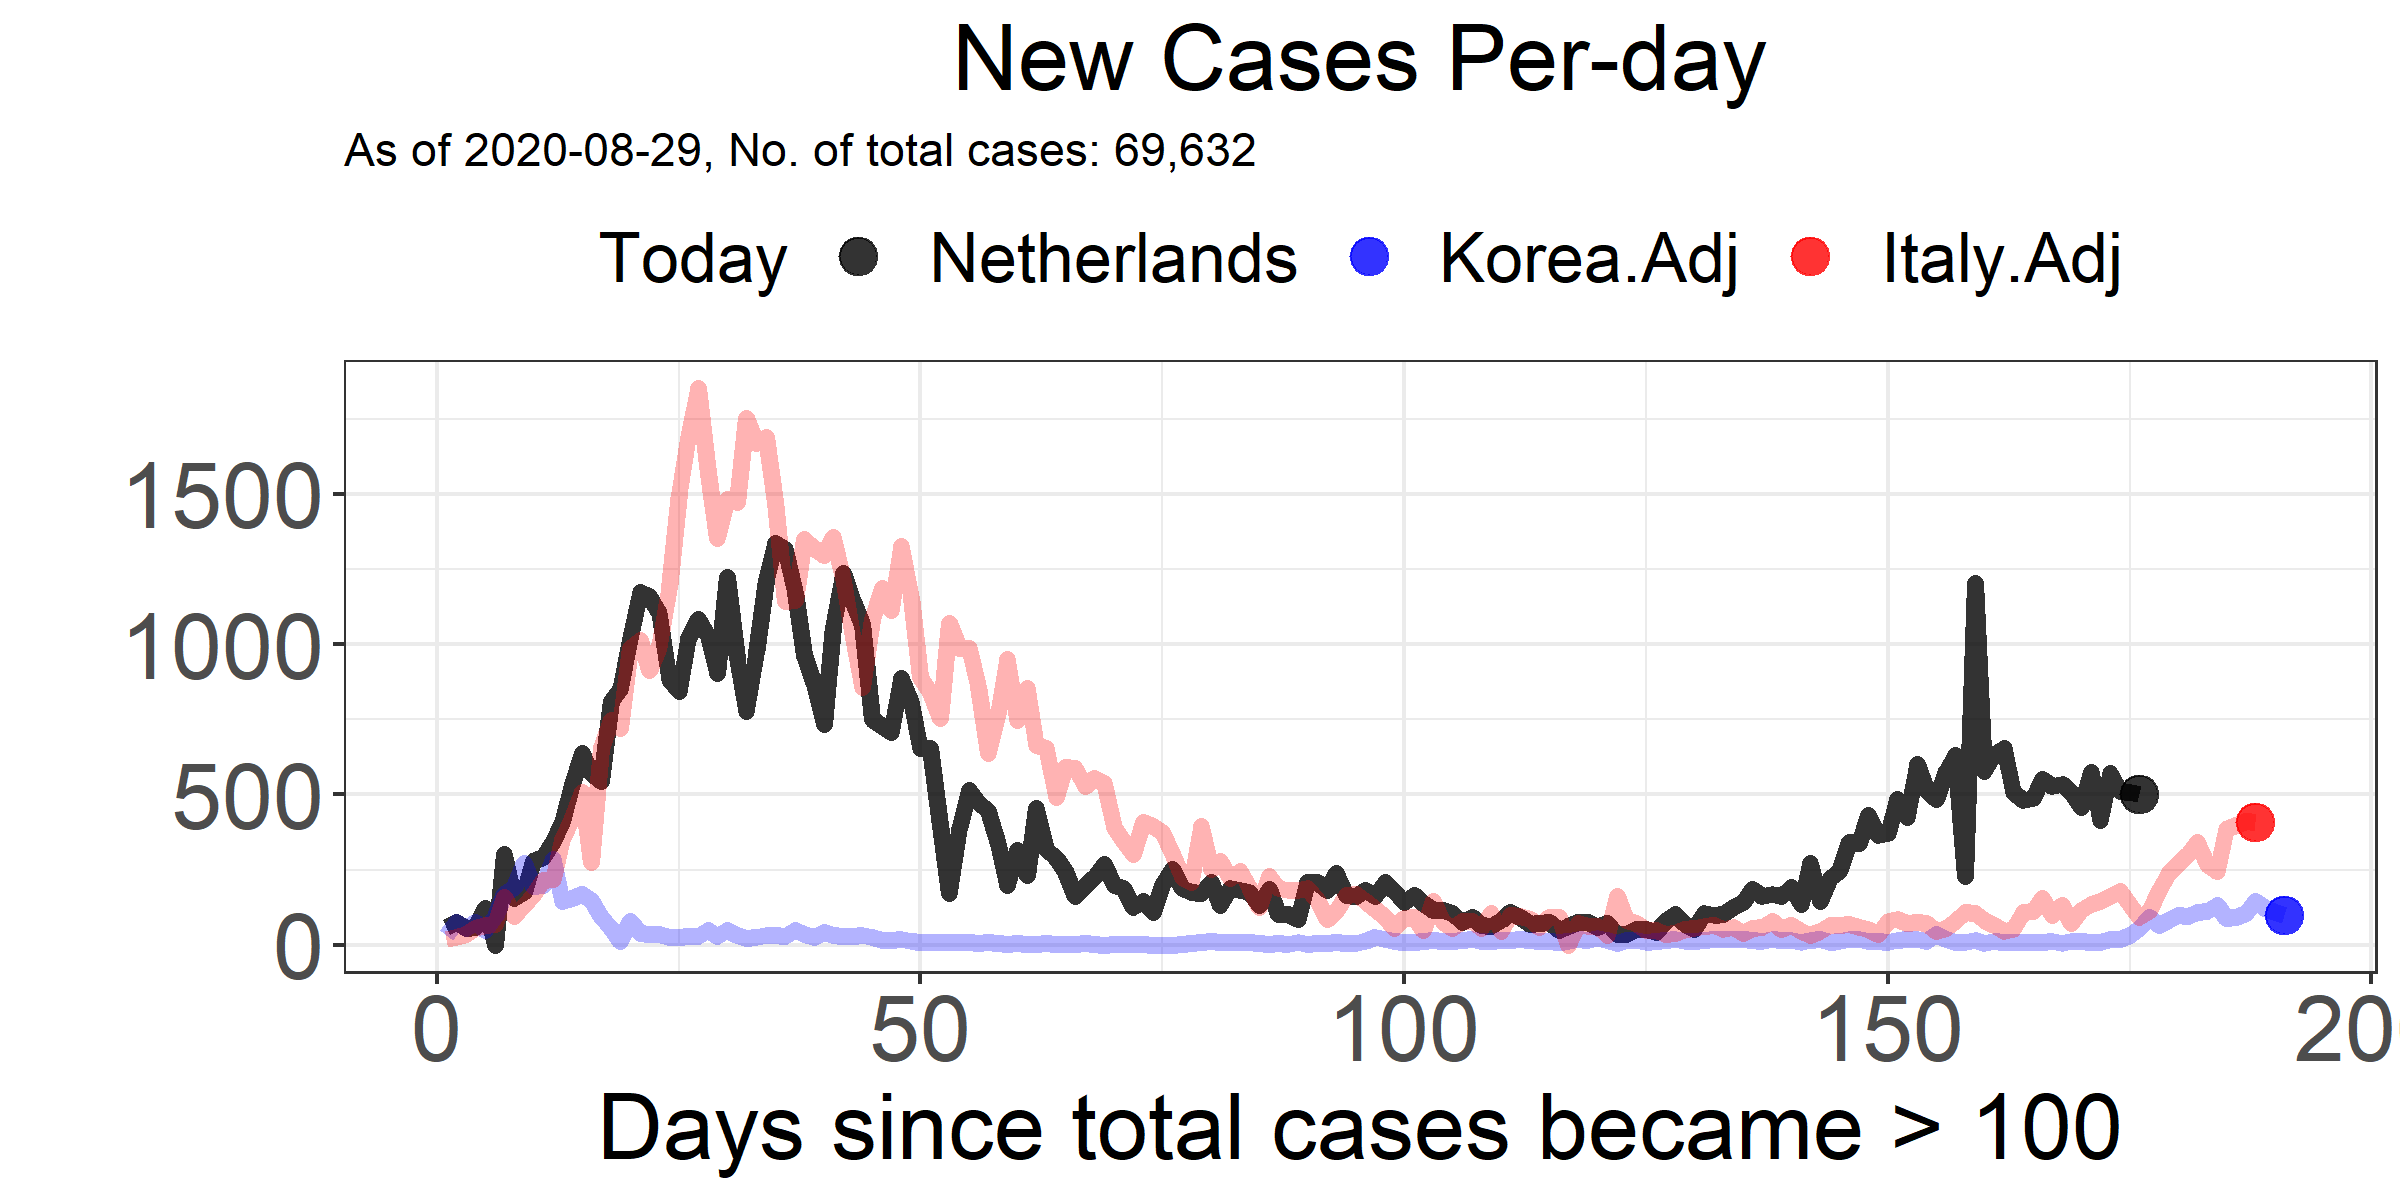 New Cases Per-day
As of 2020-08-29, No. of total cases: 69,632
Today Netherlands Korea.Adj Italy.Adj
1500
1000
500
0
0 50 100 150 20
Days since total cases became > 100